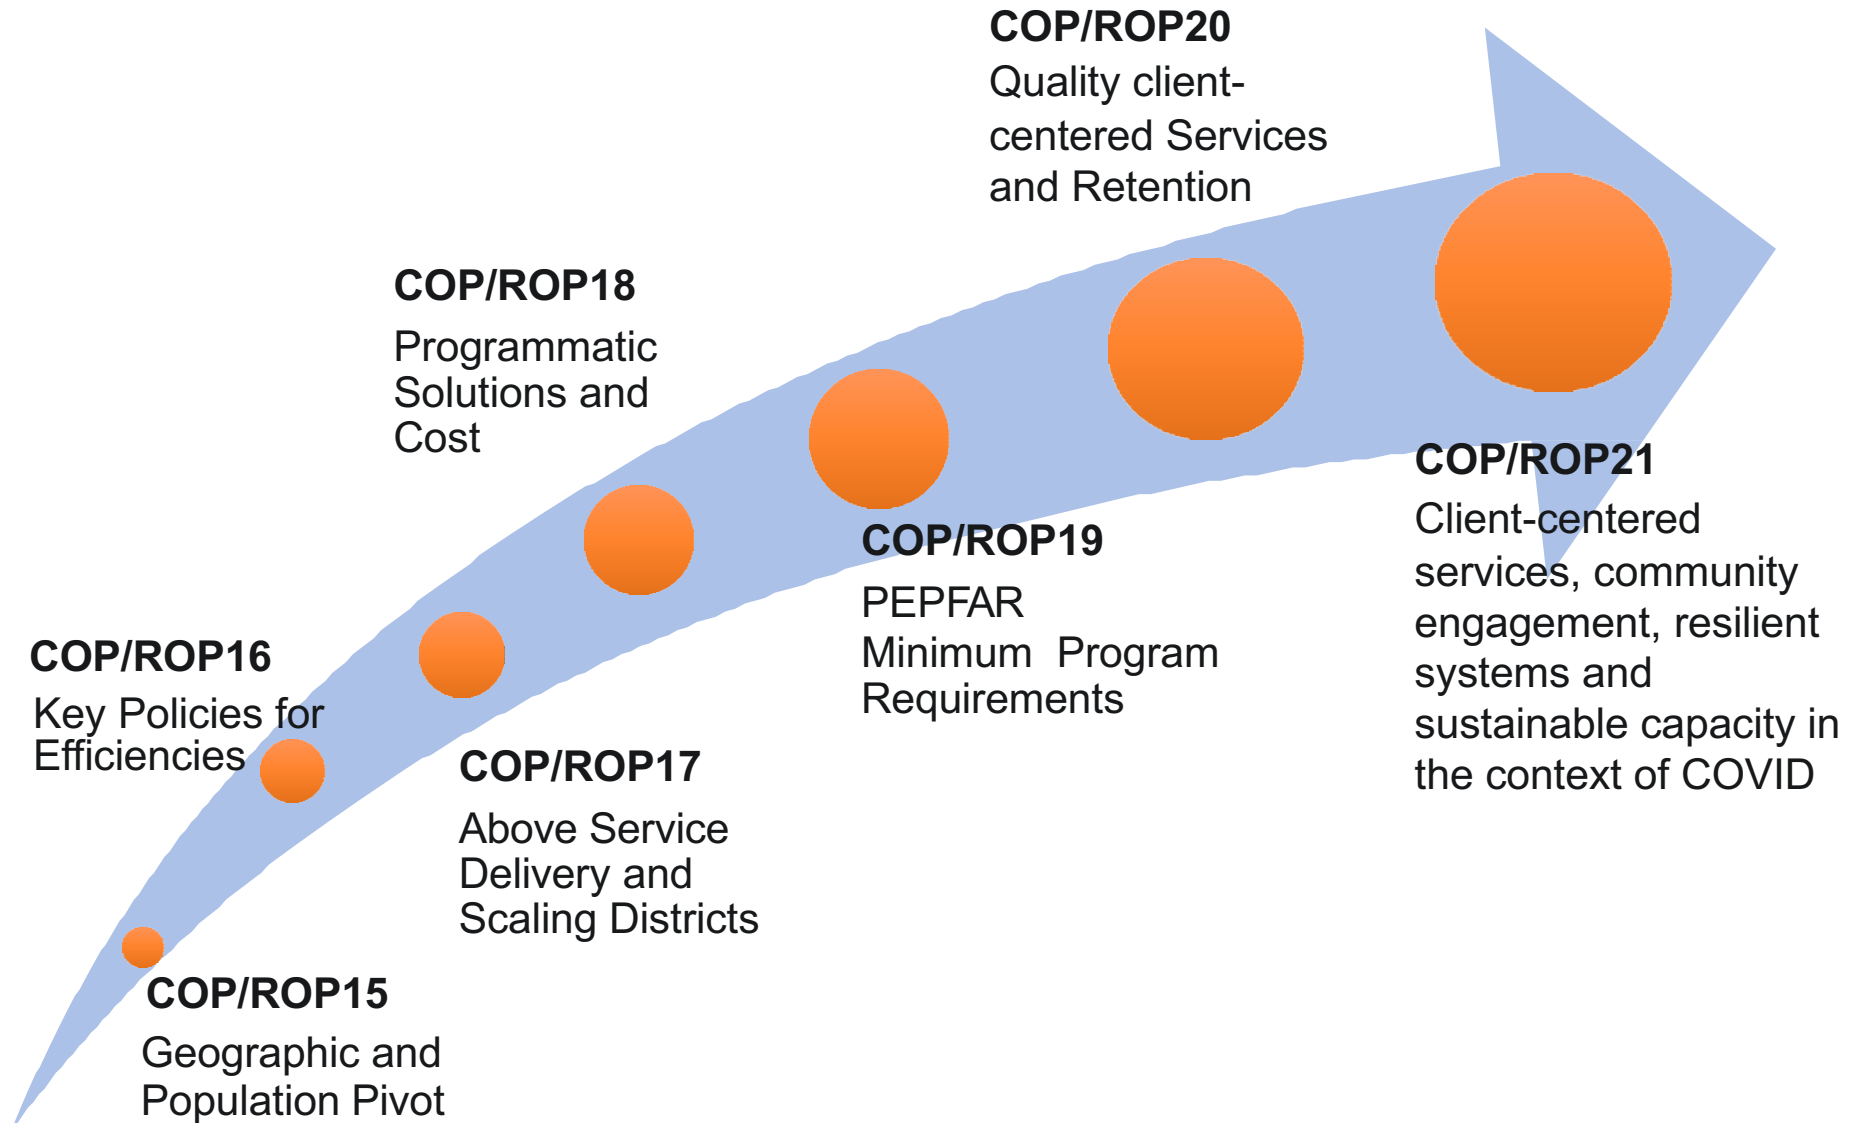 COP/ROP15
Geographic and
Population Pivot
COP/ROP16
Key Policies for
Efficiencies
COP/ROP17
Above Service
Delivery and
Scaling Districts
COP/ROP18
Programmatic
Solutions and
Cost
COP/ROP19
PEPFAR
Minimum Program
Requirements
COP/ROP20
Quality client-
centered Services
and Retention
COP/ROP21
Client-centered
services, community
engagement, resilient
systems and
sustainable capacity in
the context of COVID